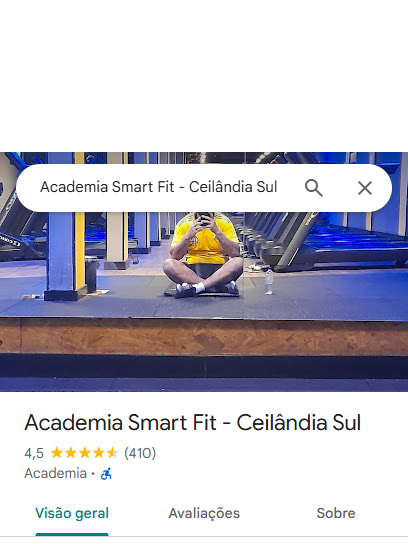 Academia Smart Fit - Ceilândia Sul
Academia Smart Fit - Ceilândia Sul
4,5 (410)
Academia ·
Visão geral Avaliações Sobre